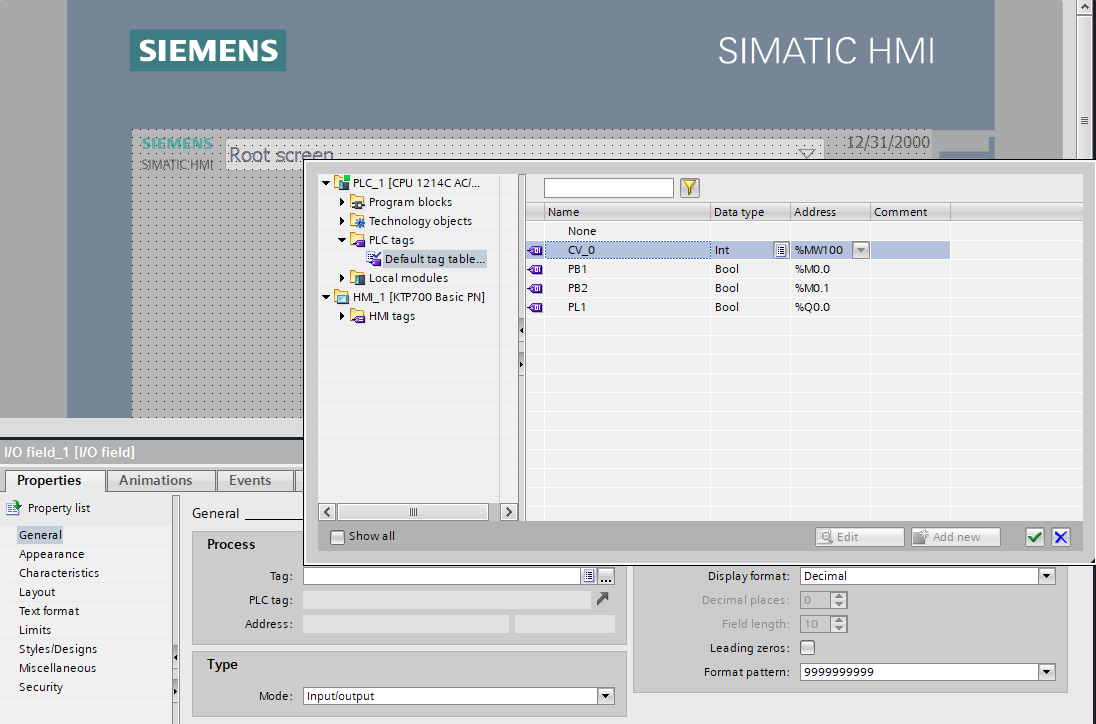 SIEMENS
SIMATIC HMI
SIEMENS
SIMATIC HMI
Root screen
12/31/2000
PLC_1 [CPU 1214C AC/...
Program blocks
Technology objects
PLC tags
Default tag table...
Local modules
HMI_1 [KTP700 Basic PN]
HMI tags
Name Data type Address Comment
None
CV_0 Int %MW100
PB1 Bool %M0.0
PB2 Bool %M0.1
PL1 Bool %Q0.0
Show all
Edit
Add new
I/O field_1 [I/O field]
Properties Animations Events
Property list
General
Appearance
Characteristics
Layout
Text format
Limits
Styles/Designs
Miscellaneous
Security
General
Process
Tag:
...
PLC tag:
Address:
Type
Mode: Input/output
Display format: Decimal
Decimal places: 0
Field length: 10
Leading zeros:
Format pattern: 9999999999